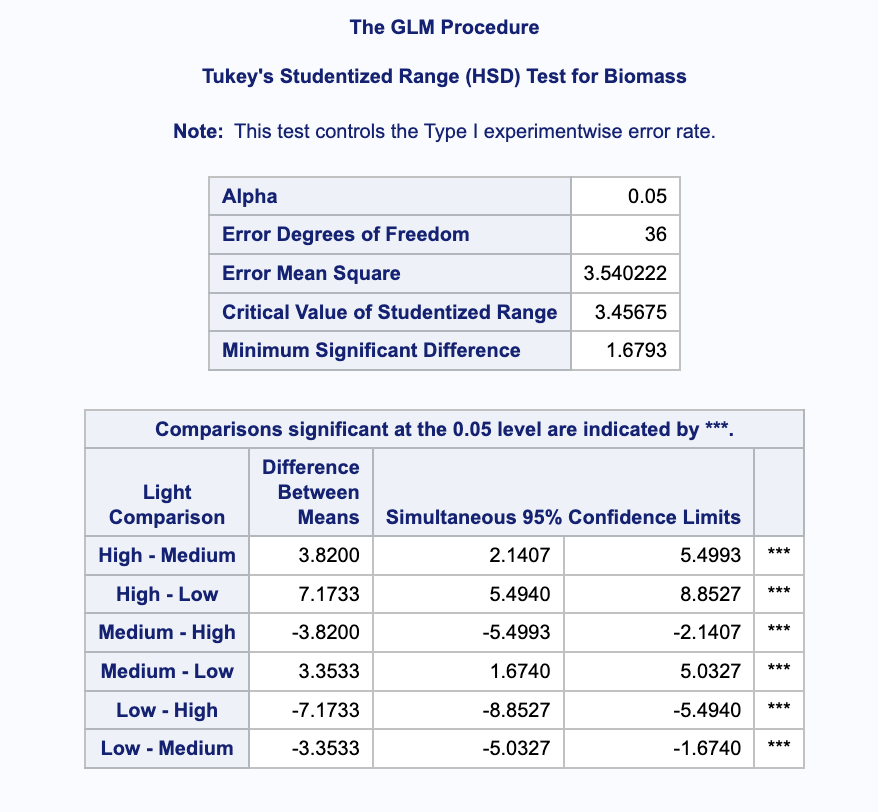 The GLM Procedure
Tukey's Studentized Range (HSD) Test for Biomass
Note: This test controls the Type I experimentwise error rate.
Alpha 0.05
Error Degrees of Freedom 36
Error Mean Square 3.540222
Critical Value of Studentized Range 3.45675
Minimum Significant Difference 1.6793
Comparisons significant at the 0.05 level are indicated by ***.
Light Comparison Difference Between Means Simultaneous 95% Confidence Limits
High - Medium 3.8200 2.1407 5.4993 ***
High - Low 7.1733 5.4940 8.8527 ***
Medium - High -3.8200 -5.4993 -2.1407 ***
Medium - Low 3.3533 1.6740 5.0327 ***
Low - High -7.1733 -8.8527 -5.4940 ***
Low - Medium -3.3533 -5.0327 -1.6740 ***